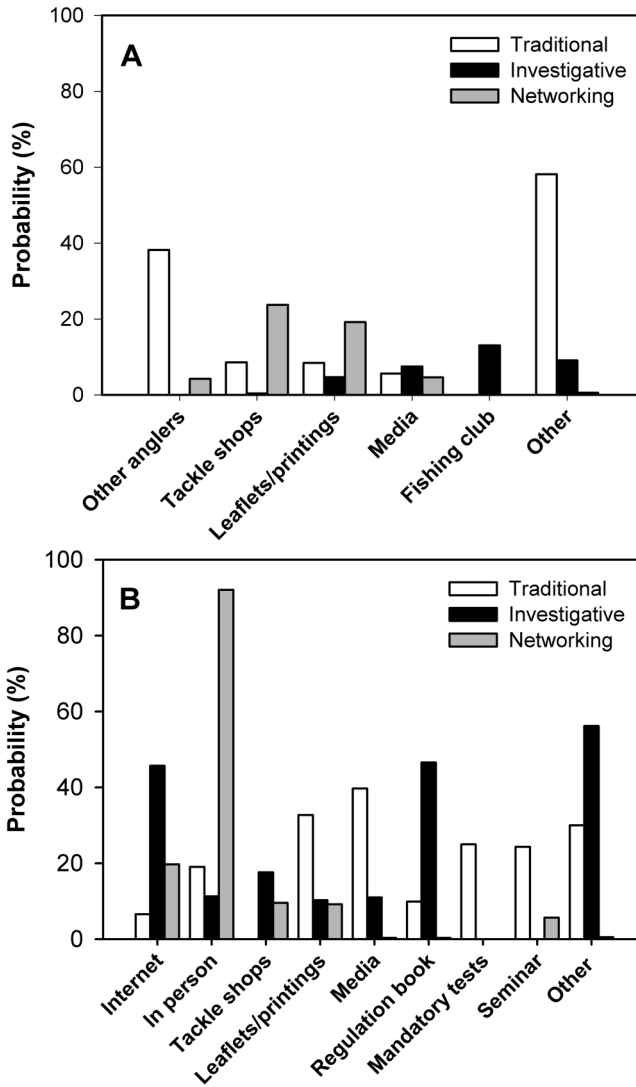 A
Traditional
Investigative
Networking
Probability (%)
100
80
60
40
20
0
Other anglers
Tackle shops
Leaflets/printings
Media
Fishing club
Other
B
Traditional
Investigative
Networking
Probability (%)
100
80
60
40
20
0
Internet
In person
Tackle shops
Leaflets/printings
Media
Regulation book
Mandatory tests
Seminar
Other